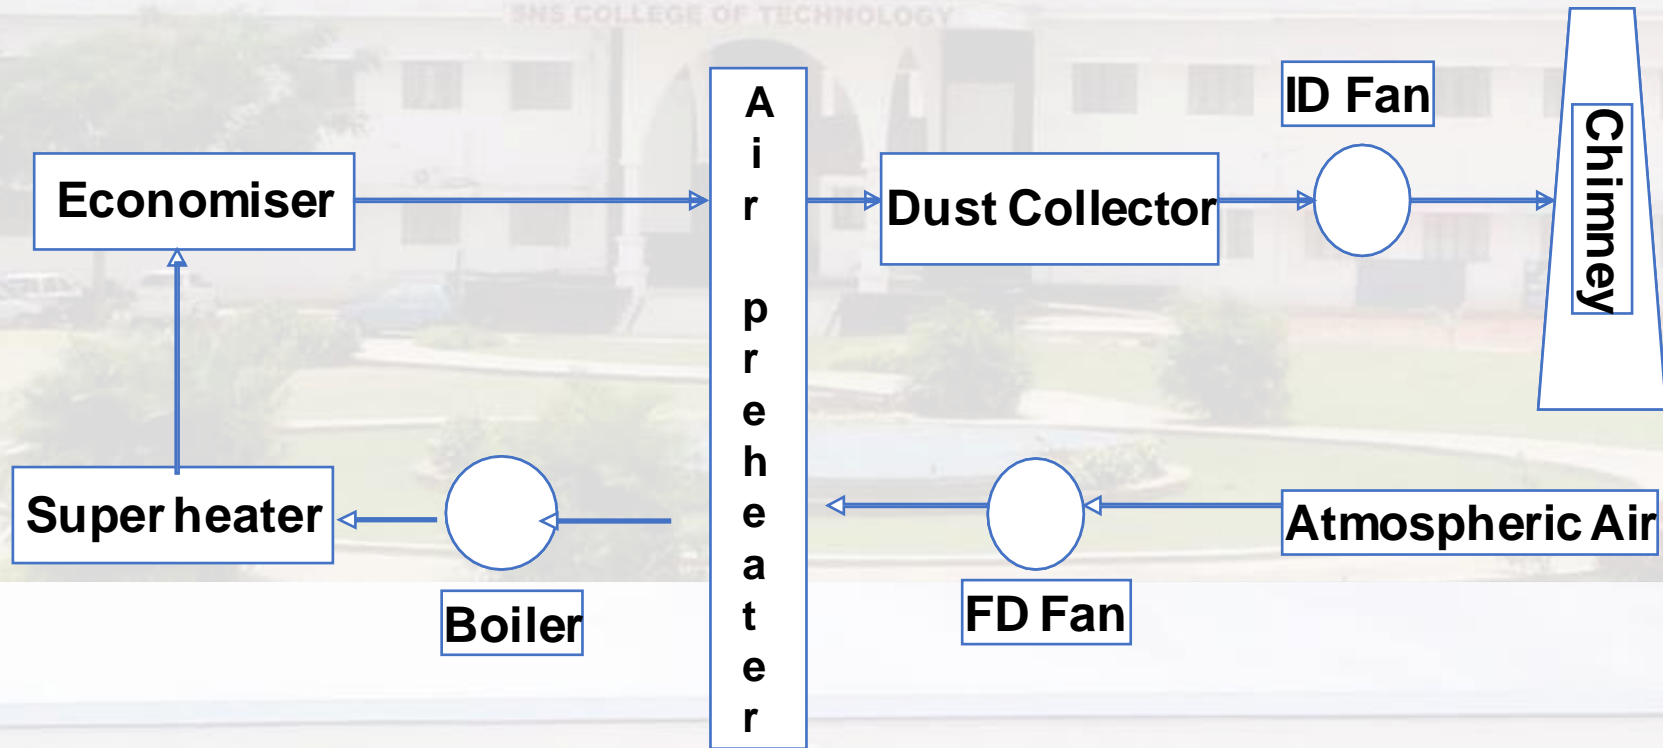 SNS COLLEGE OF TECHNOLOGY
ID Fan
Chimney
Economiser
Air preheater
Dust Collector
Super heater
Boiler
FD Fan
Atmospheric Air